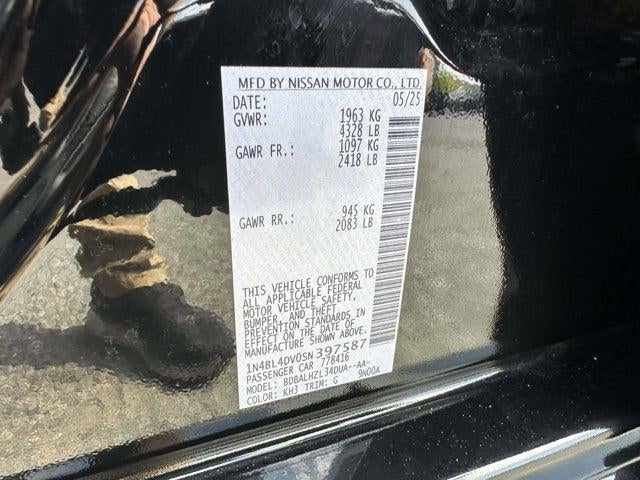 MFD BY NISSAN MOTOR CO., LTD.
DATE: 05/25
GVWR: 1963 KG
4328 LB
GAWR FR.: 1097 KG
2418 LB
GAWR RR.: 945 KG
2083 LB
THIS VEHICLE CONFORMS TO
ALL APPLICABLE FEDERAL
MOTOR VEHICLE SAFETY,
BUMPER, AND THEFT
PREVENTION STANDARDS IN
EFFECT ON THE DATE OF
MANUFACTURE SHOWN ABOVE.
1N4BL4DV0SN397587
PASSENGER CAR 778416
MODEL: BDBALHZL34DUA--AA-
COLOR: KH3 TRIM: G 9N00A